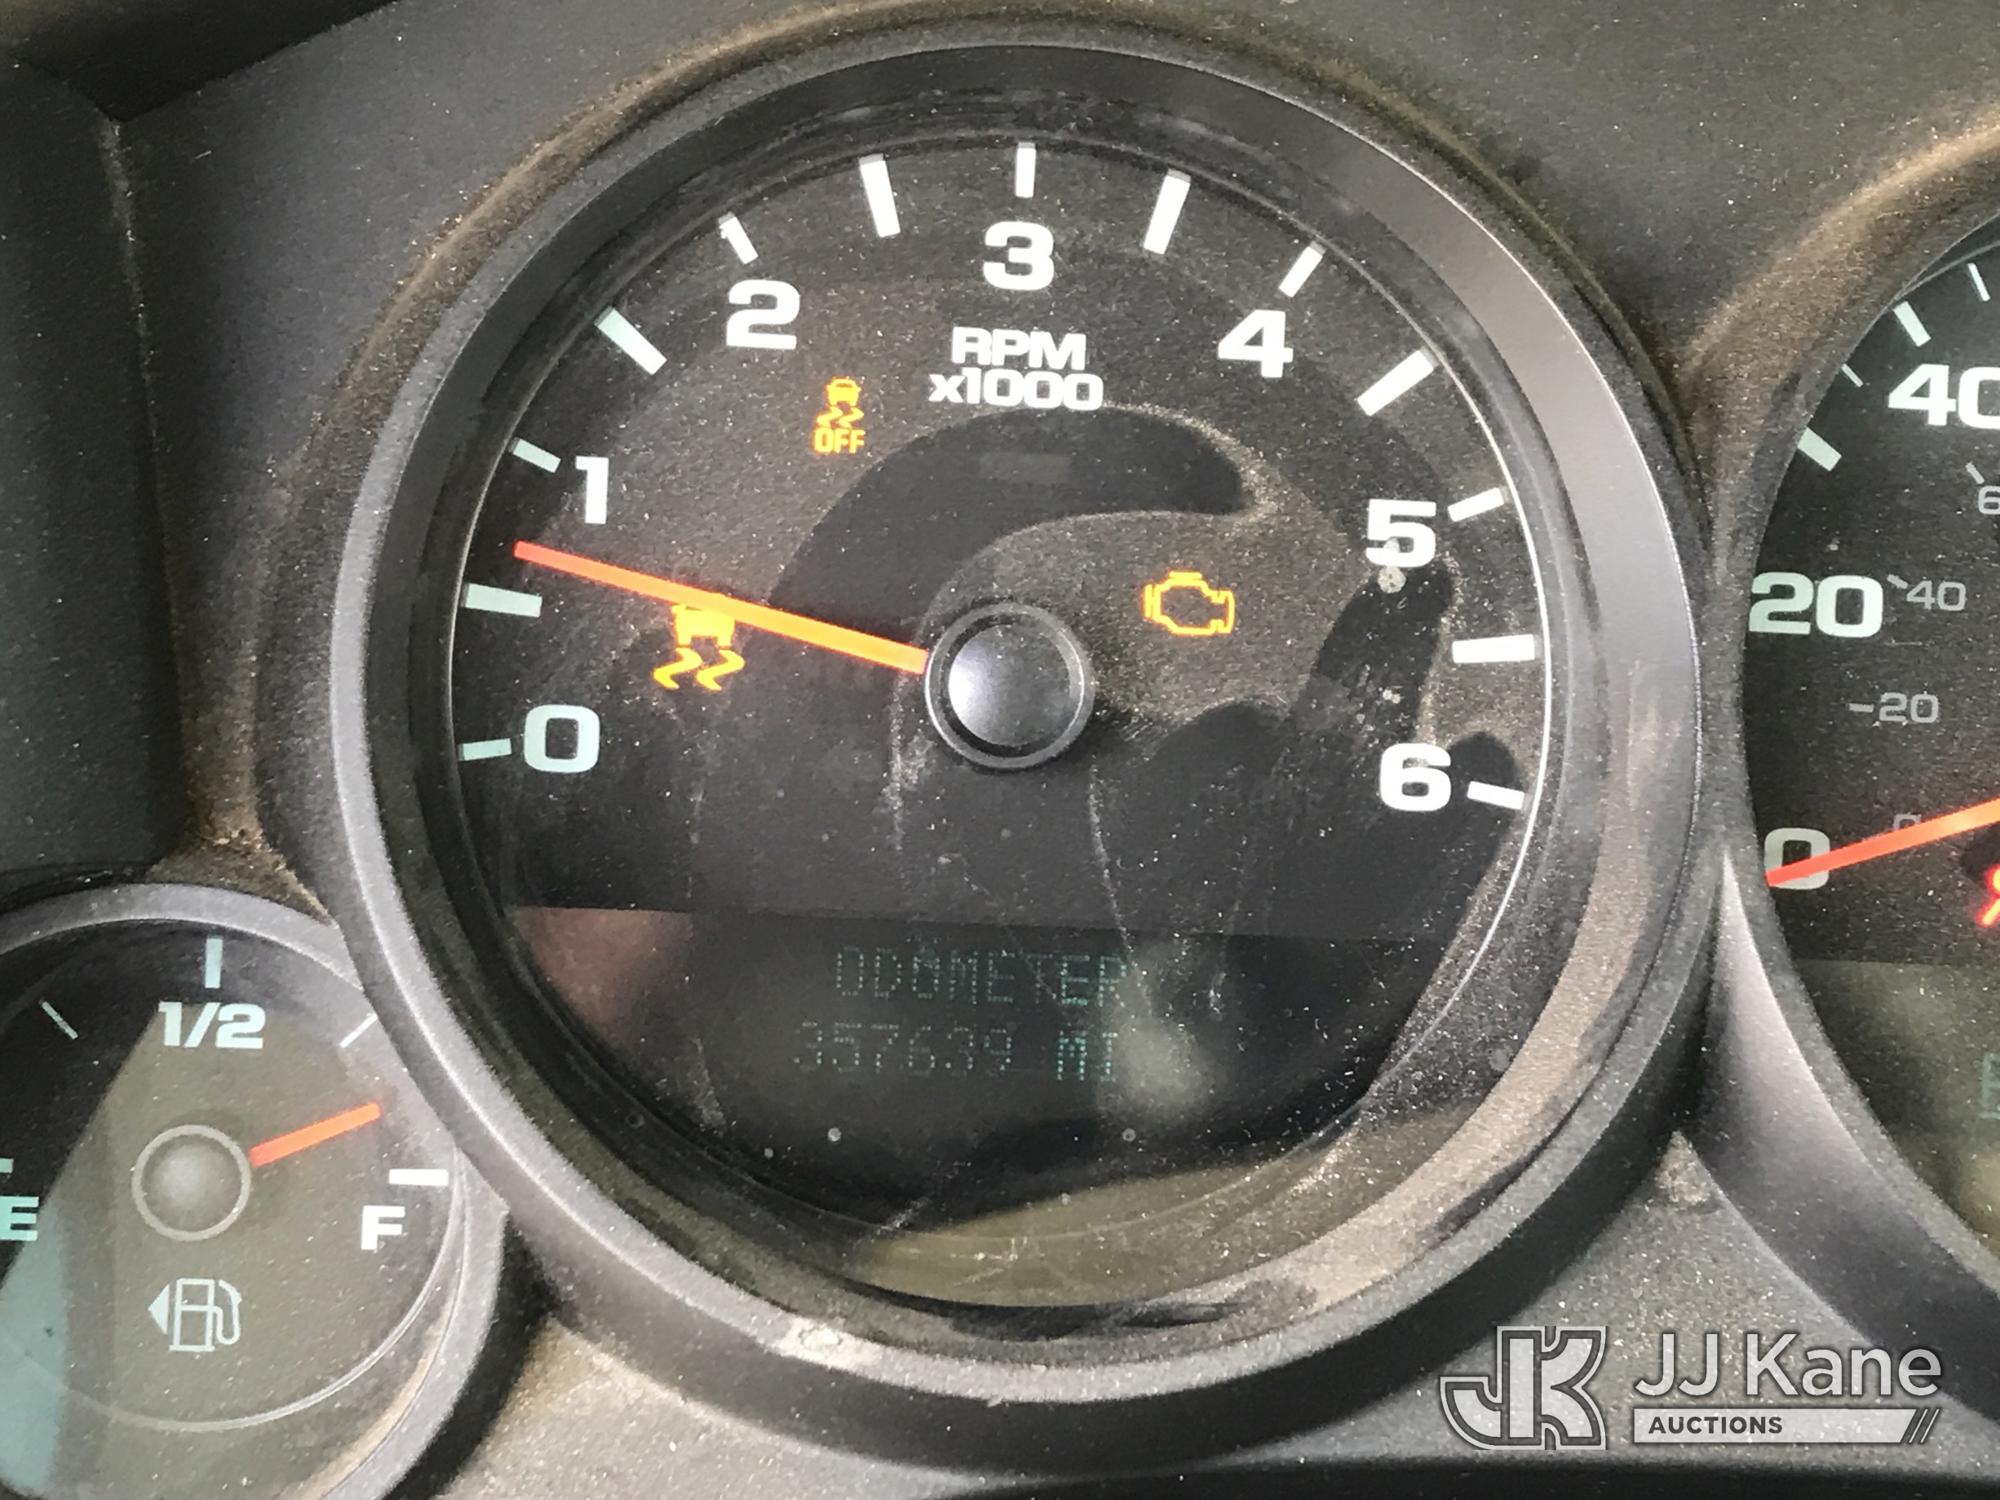 3
2
4
RPM
x1000
OFF
1
5
0
6
40
20
40
20
0
ODOMETER
357639 MI
1/2
E
F
JK
JJ Kane
AUCTIONS